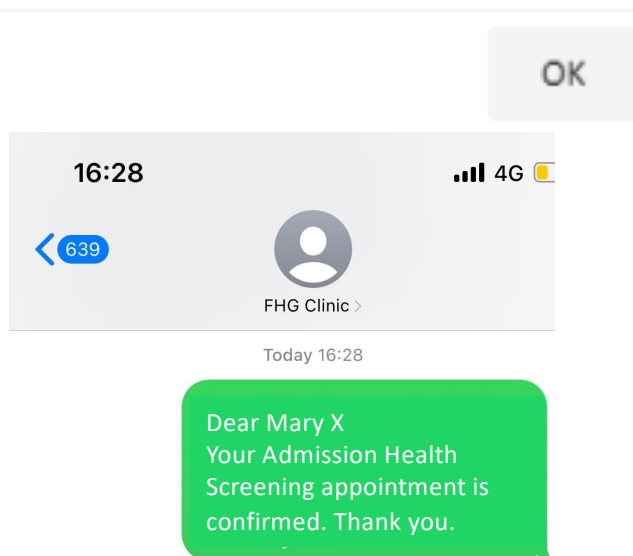 OK
16:28 4G
639
FHG Clinic
Today 16:28
Dear Mary X
Your Admission Health
Screening appointment is
confirmed. Thank you.